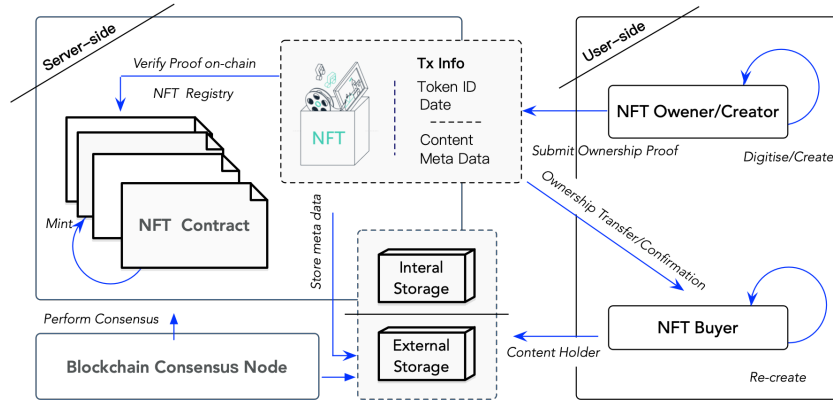 Server-side
User-side
Verify Proof on-chain
NFT Registry
NFT
Tx Info
Token ID
Date
Content
Meta Data
NFT Owener/Creator
Submit Ownership Proof
Digitise/Create
NFT Contract
Mint
Store meta data
Ownership Transfer/Confirmation
Interal
Storage
External
Storage
Perform Consensus
Blockchain Consensus Node
NFT Buyer
Content Holder
Re-create